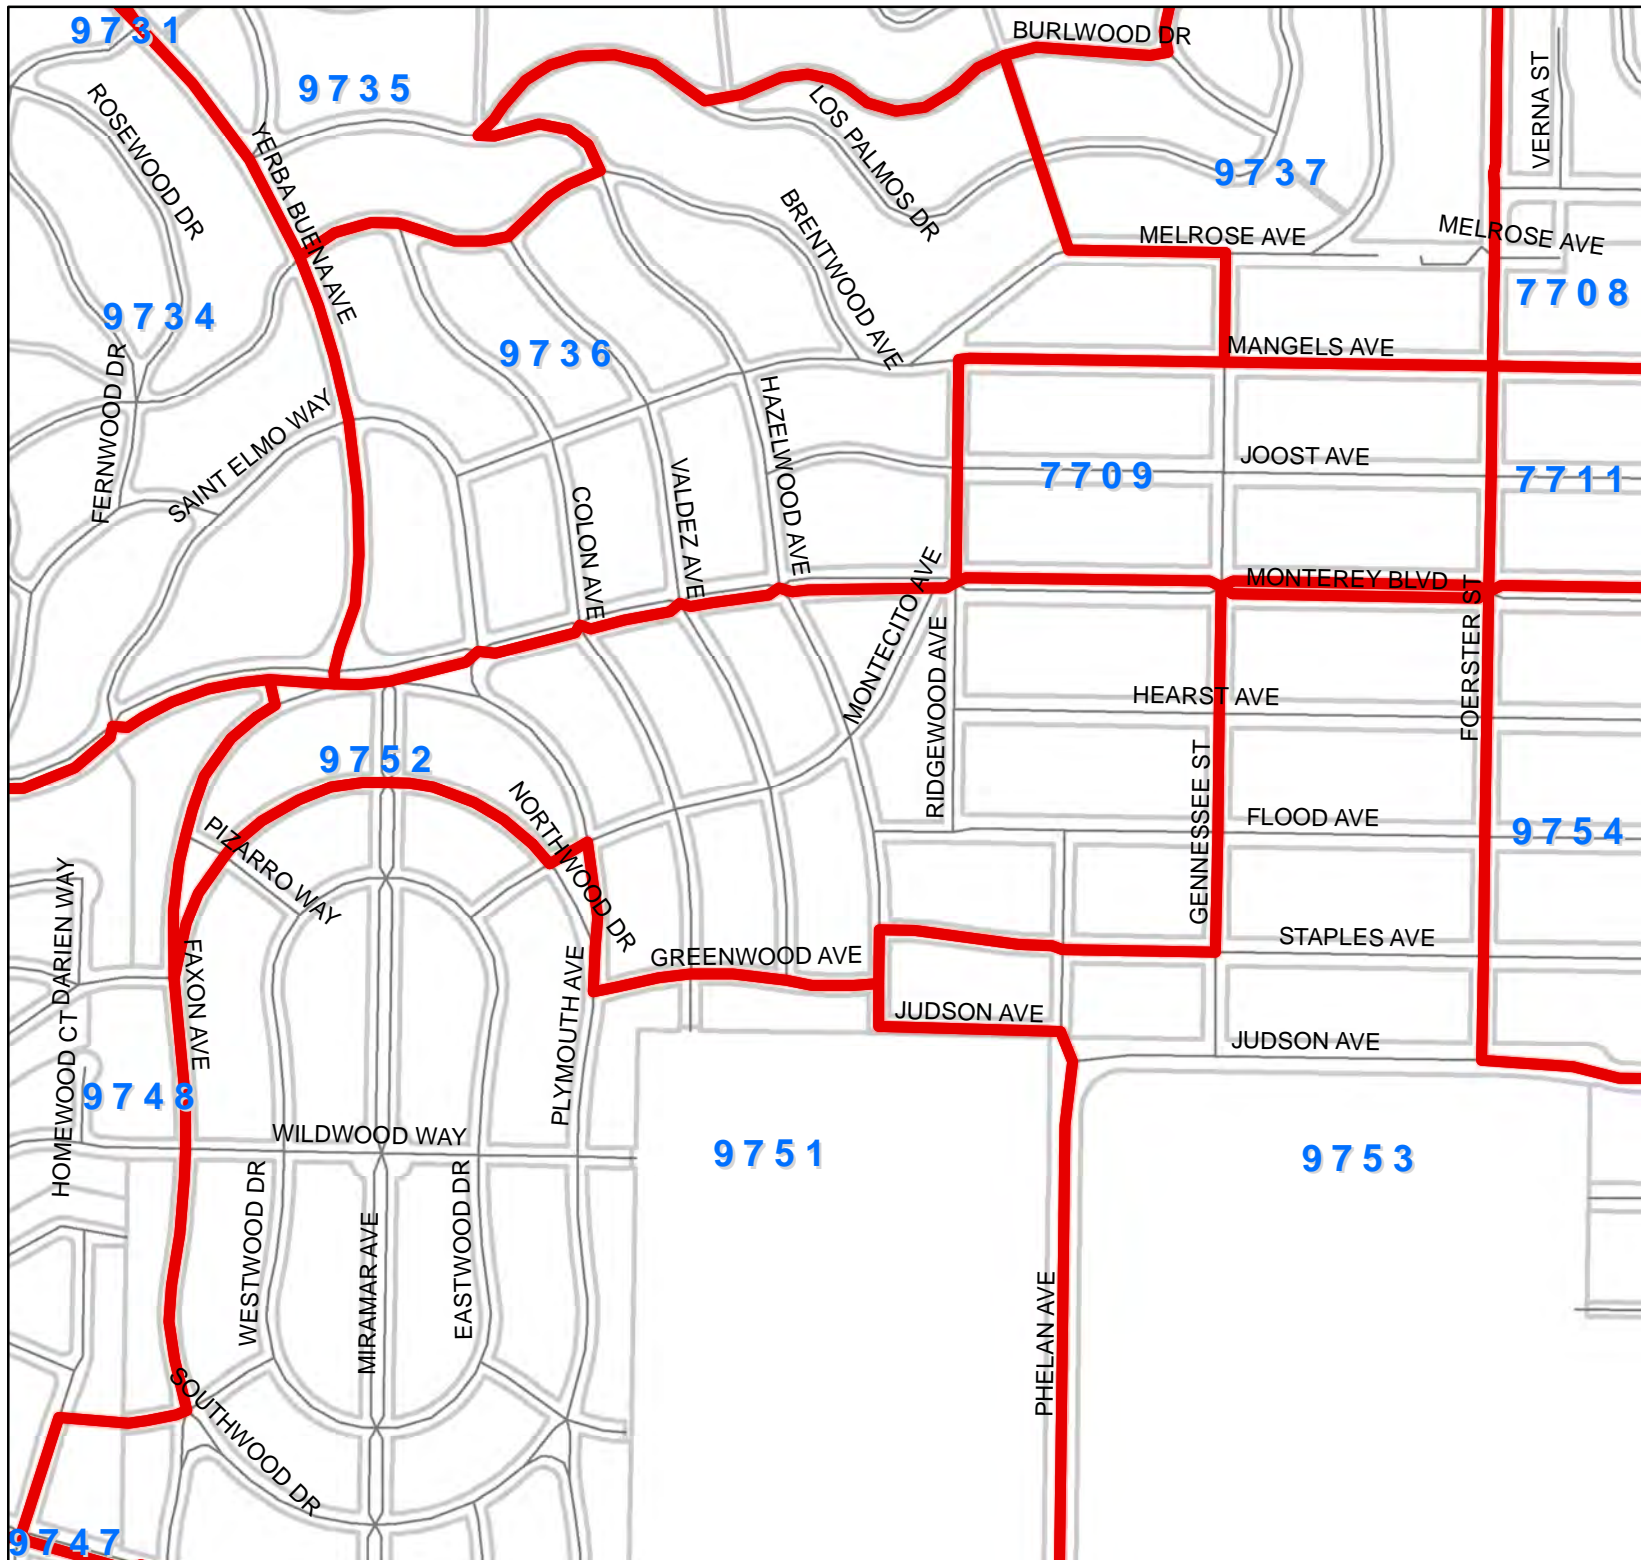 9731
BURLWOOD DR
VERNA ST
9735
ROSEWOOD DR
LOS PALMOS DR
YERBA BUENA AVE
9737
BRENTWOOD AVE
MELROSE AVE
MELROSE AVE
7708
9734
9736
MANGELS AVE
FERNWOOD DR
SAINT ELMO WAY
HAZELWOOD AVE
JOOST AVE
7709
7711
COLON AVE
VALDEZ AVE
MONTECITO AVE
MONTEREY BLVD
FOERSTER ST
RIDGEWOOD AVE
HEARST AVE
9752
GENNESSEE ST
NORTHWOOD DR
PIZARRO WAY
FLOOD AVE
9754
HOMEWOOD CT
DARIEN WAY
FAXON AVE
PLYMOUTH AVE
GREENWOOD AVE
STAPLES AVE
JUDSON AVE
JUDSON AVE
9748
WILDWOOD WAY
9751
9753
WESTWOOD DR
MIRAMAR AVE
EASTWOOD DR
PHELAN AVE
SOUTHWOOD DR
9747